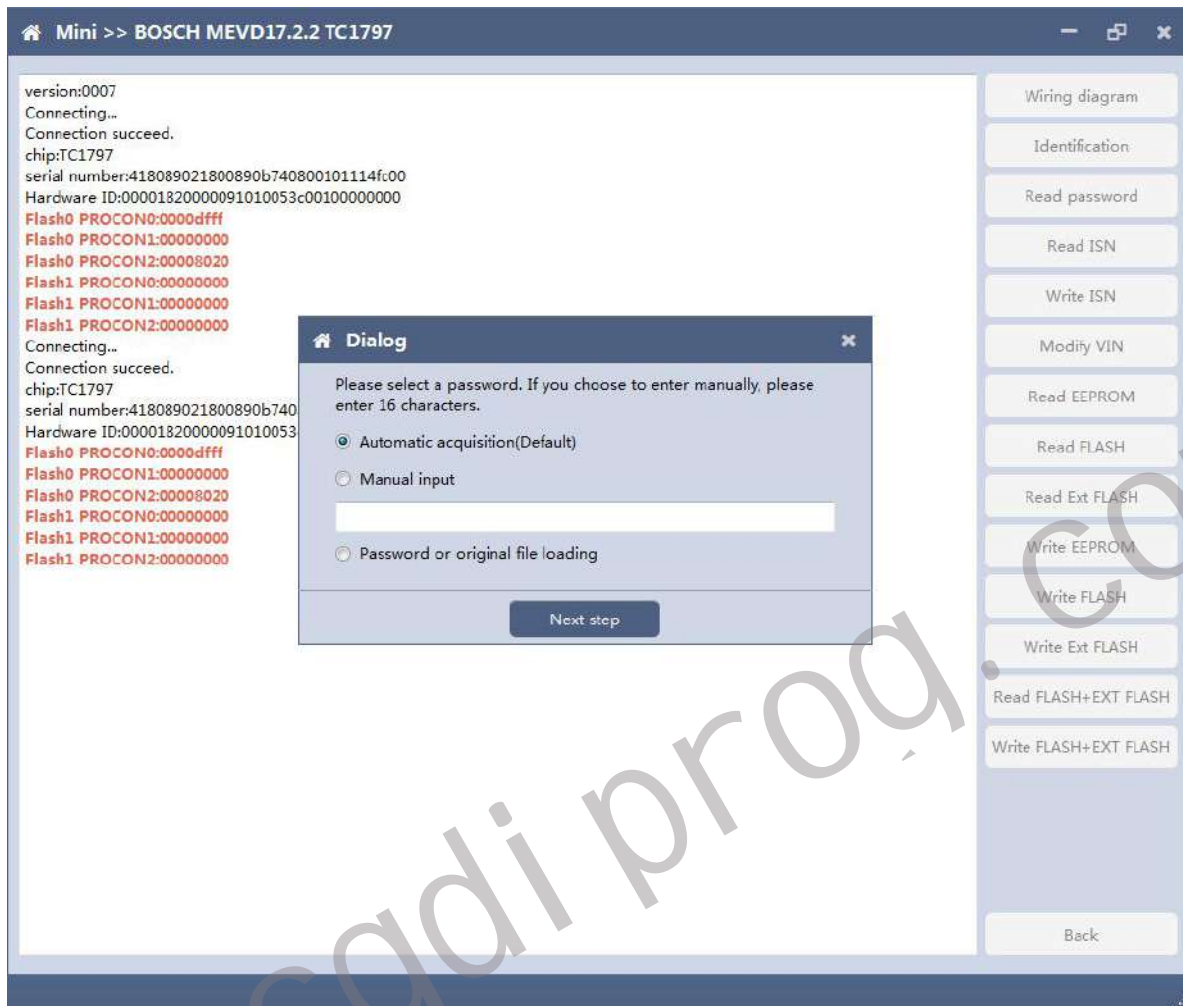 Mini >> BOSCH MEVD17.2.2 TC1797
version:0007
Connecting...
Connection succeed.
chip:TC1797
serial number:418089021800890b740800101114fc00
Hardware ID:00001820000091010053c00100000000
Flash0 PROCON0:0000dfff
Flash0 PROCON1:00000000
Flash0 PROCON2:00008020
Flash1 PROCON0:00000000
Flash1 PROCON1:00000000
Flash1 PROCON2:00000000
Connecting...
Connection succeed.
chip:TC1797
serial number:418089021800890b740
Hardware ID:00001820000091010053
Flash0 PROCON0:0000dfff
Flash0 PROCON1:00000000
Flash0 PROCON2:00008020
Flash1 PROCON0:00000000
Flash1 PROCON1:00000000
Flash1 PROCON2:00000000
Dialog
Please select a password. If you choose to enter manually, please
enter 16 characters.
Automatic acquisition(Default)
Manual input
Password or original file loading
Next step
Wiring diagram
Identification
Read password
Read ISN
Write ISN
Modify VIN
Read EEPROM
Read FLASH
Read Ext FLASH
Write EEPROM
Write FLASH
Write Ext FLASH
Read FLASH+EXT FLASH
Write FLASH+EXT FLASH
Back